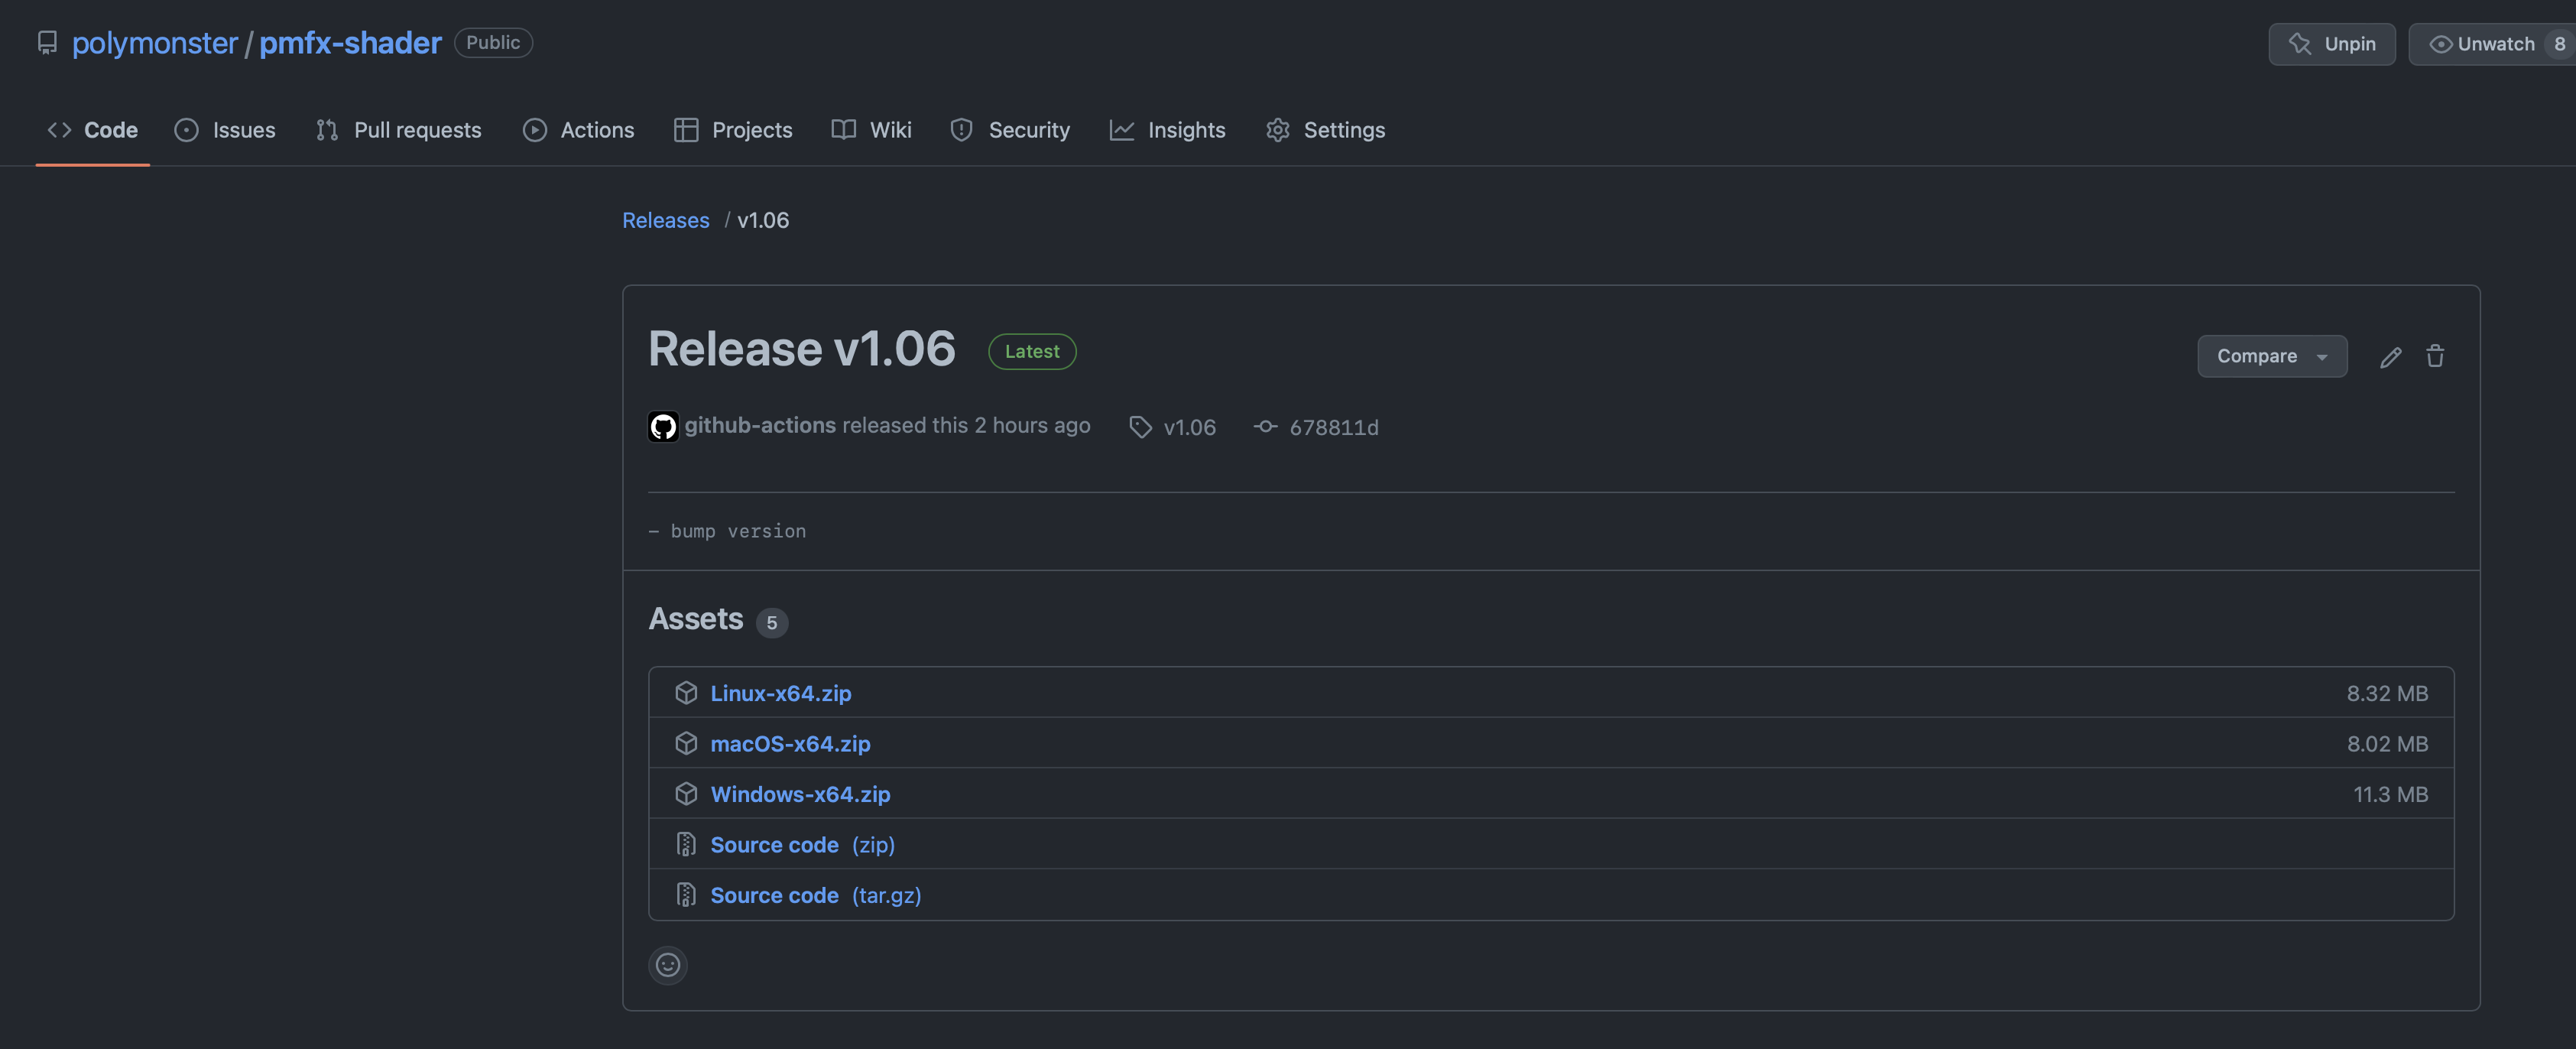 polymonster / pmfx-shader Public
Unpin
Unwatch 8
Code Issues Pull requests Actions Projects Wiki Security Insights Settings
Releases / v1.06
Release v1.06 Latest
Compare
github-actions released this 2 hours ago v1.06 678811d
– bump version
Assets 5
Linux-x64.zip 8.32 MB
macOS-x64.zip 8.02 MB
Windows-x64.zip 11.3 MB
Source code (zip)
Source code (tar.gz)